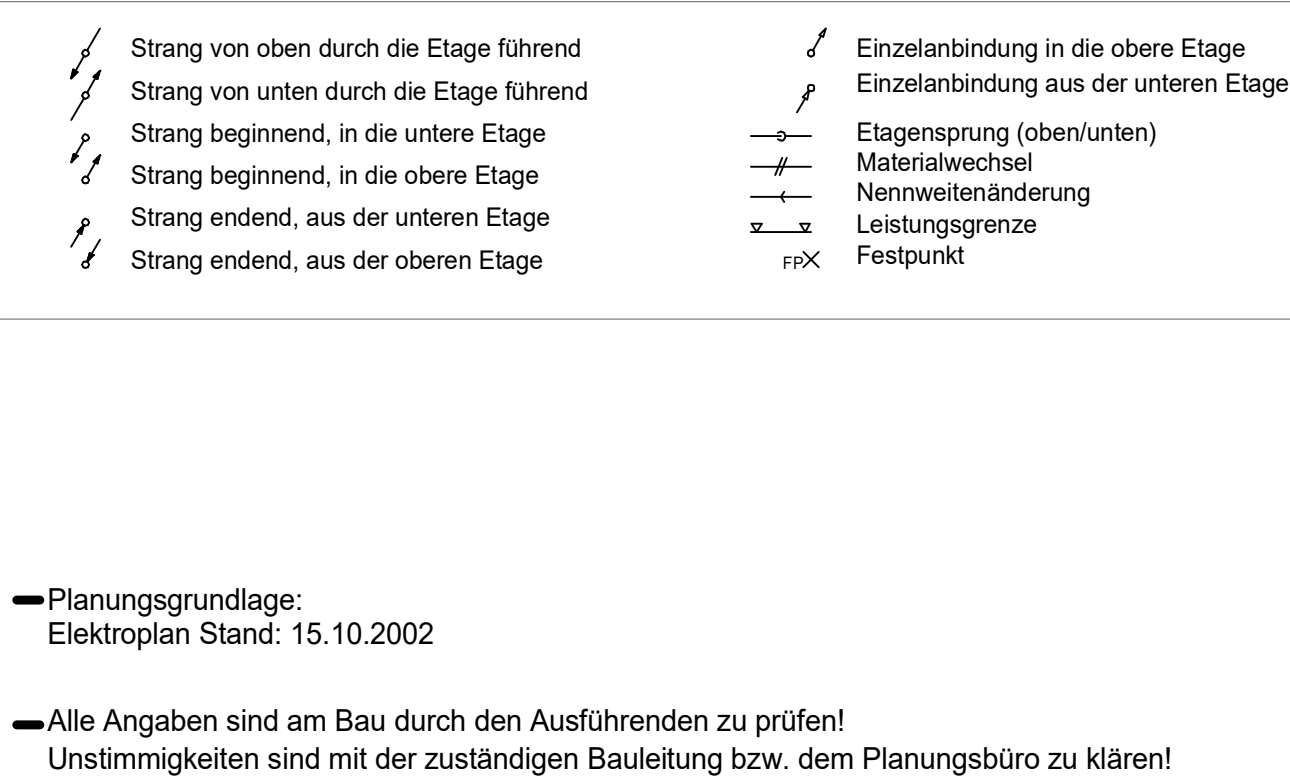 Strang von oben durch die Etage führend
Strang von unten durch die Etage führend
Strang beginnend, in die untere Etage
Strang beginnend, in die obere Etage
Strang endend, aus der unteren Etage
Strang endend, aus der oberen Etage
Einzelanbindung in die obere Etage
Einzelanbindung aus der unteren Etage
Etagensprung (oben/unten)
Materialwechsel
Nennweitenänderung
Leistungsgrenze
FP Festpunkt
Planungsgrundlage:
Elektroplan Stand: 15.10.2002
Alle Angaben sind am Bau durch den Ausführenden zu prüfen!
Unstimmigkeiten sind mit der zuständigen Bauleitung bzw. dem Planungsbüro zu klären!